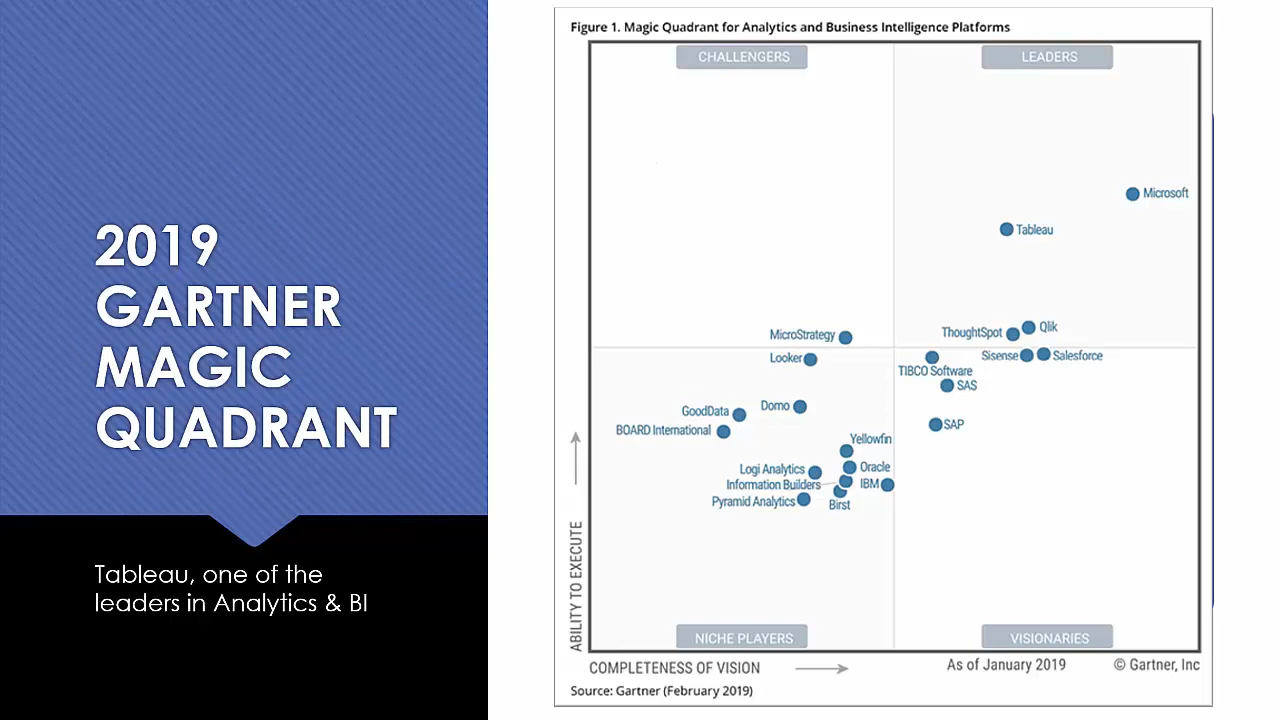 2019
GARTNER
MAGIC
QUADRANT
Tableau, one of the
leaders in Analytics & BI
Figure 1. Magic Quadrant for Analytics and Business Intelligence Platforms
CHALLENGERS
LEADERS
Microsoft
Tableau
Qlik
ThoughtSpot
MicroStrategy
Looker
Sisense
Salesforce
TIBCO Software
SAS
Domo
GoodData
SAP
BOARD International
Yellowfin
Logi Analytics
Oracle
Information Builders
IBM
Pyramid Analytics
Birst
ABILITY TO EXECUTE
NICHE PLAYERS
VISIONARIES
COMPLETENESS OF VISION
As of January 2019
© Gartner, Inc
Source: Gartner (February 2019)